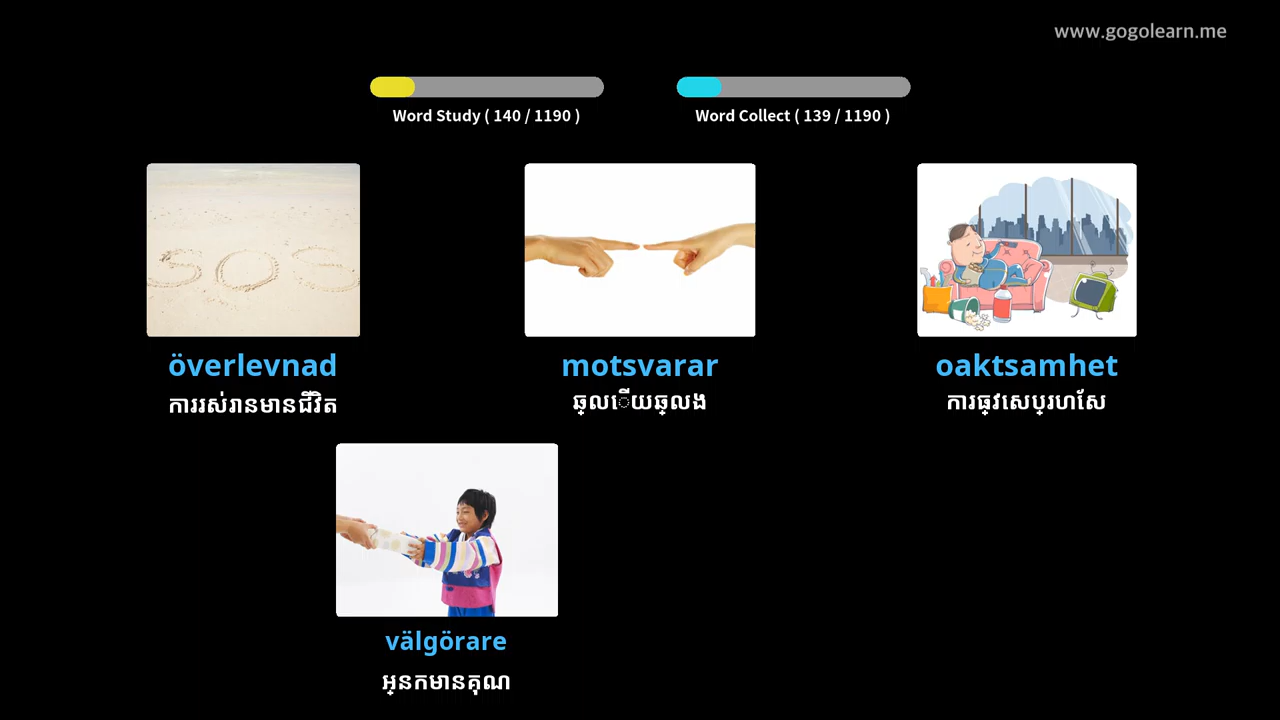 www.gogolearn.me
Word Study ( 140 / 1190 )
Word Collect ( 139 / 1190 )
SOS
överlevnad
motsvarar
oaktsamhet
ការរស់រានមានជីវិត
ឆ្លើយឆ្លង
ការធ្វេសប្រហែស
välgörare
អ្នកមានគុណ